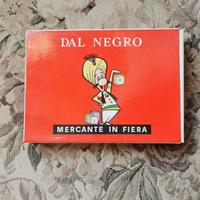 DAL NEGRO
MERCANTE IN FIERA